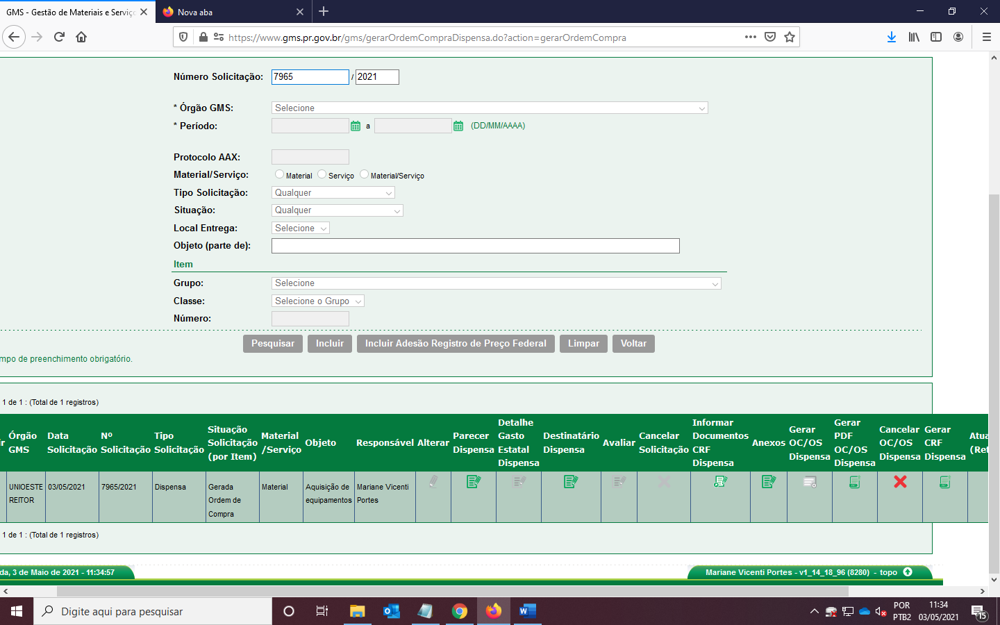 GMS - Gestão de Materiais e Serviço
Nova aba
https://www.gms.pr.gov.br/gms/gerarOrdemCompraDispensa.do?action=gerarOrdemCompra
Número Solicitação: 7965 / 2021
* Órgão GMS: Selecione
* Período: a (DD/MM/AAAA)
Protocolo AAX:
Material/Serviço: Material Serviço Material/Serviço
Tipo Solicitação: Qualquer
Situação: Qualquer
Local Entrega: Selecione
Objeto (parte de):
Item
Grupo: Selecione
Classe: Selecione o Grupo
Número:
Pesquisar Incluir Incluir Adesão Registro de Preço Federal Limpar Voltar
mpo de preenchimento obrigatório.
1 de 1 : (Total de 1 registros)
ir
Órgão
GMS
Data
Solicitação
Nº
Solicitação
Tipo
Solicitação
Situação
Solicitação
(por Item)
Material
/Serviço
Objeto
Responsável
Alterar
Parecer
Dispensa
Detalhe
Gasto
Estatal
Dispensa
Destinatário
Dispensa
Avaliar
Cancelar
Solicitação
Informar
Documentos
CRF
Dispensa
Anexos
Gerar
OC/OS
Dispensa
Gerar
PDF
OC/OS
Dispensa
Cancelar
OC/OS
Dispensa
Gerar
CRF
Dispensa
Atua
(Ret
UNIOESTE
REITOR
03/05/2021
7965/2021
Dispensa
Gerada
Ordem de
Compra
Material
Aquisição de
equipamentos
Mariane Vicenti
Portes
1 de 1 : (Total de 1 registros)
da, 3 de Maio de 2021 - 11:34:57
Mariane Vicenti Portes - v1_14_18_96 (8280) - topo
Digite aqui para pesquisar
POR
PTB2
11:34
03/05/2021
15